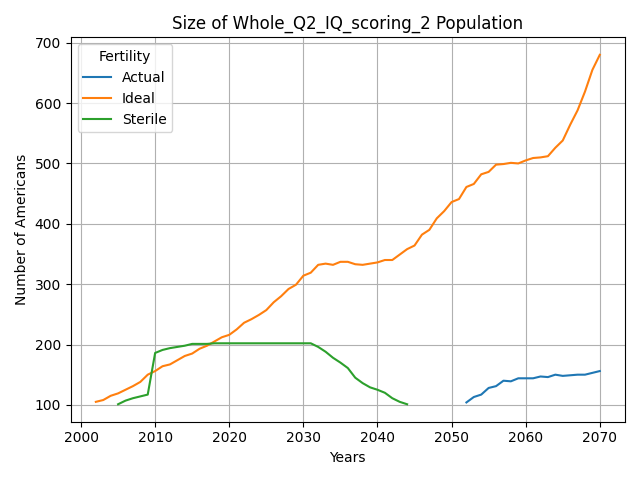 Size of Whole_Q2_IQ_scoring_2 Population
Fertility
Actual
Ideal
Sterile
Number of Americans
700
600
500
400
300
200
100
2000 2010 2020 2030 2040 2050 2060 2070
Years